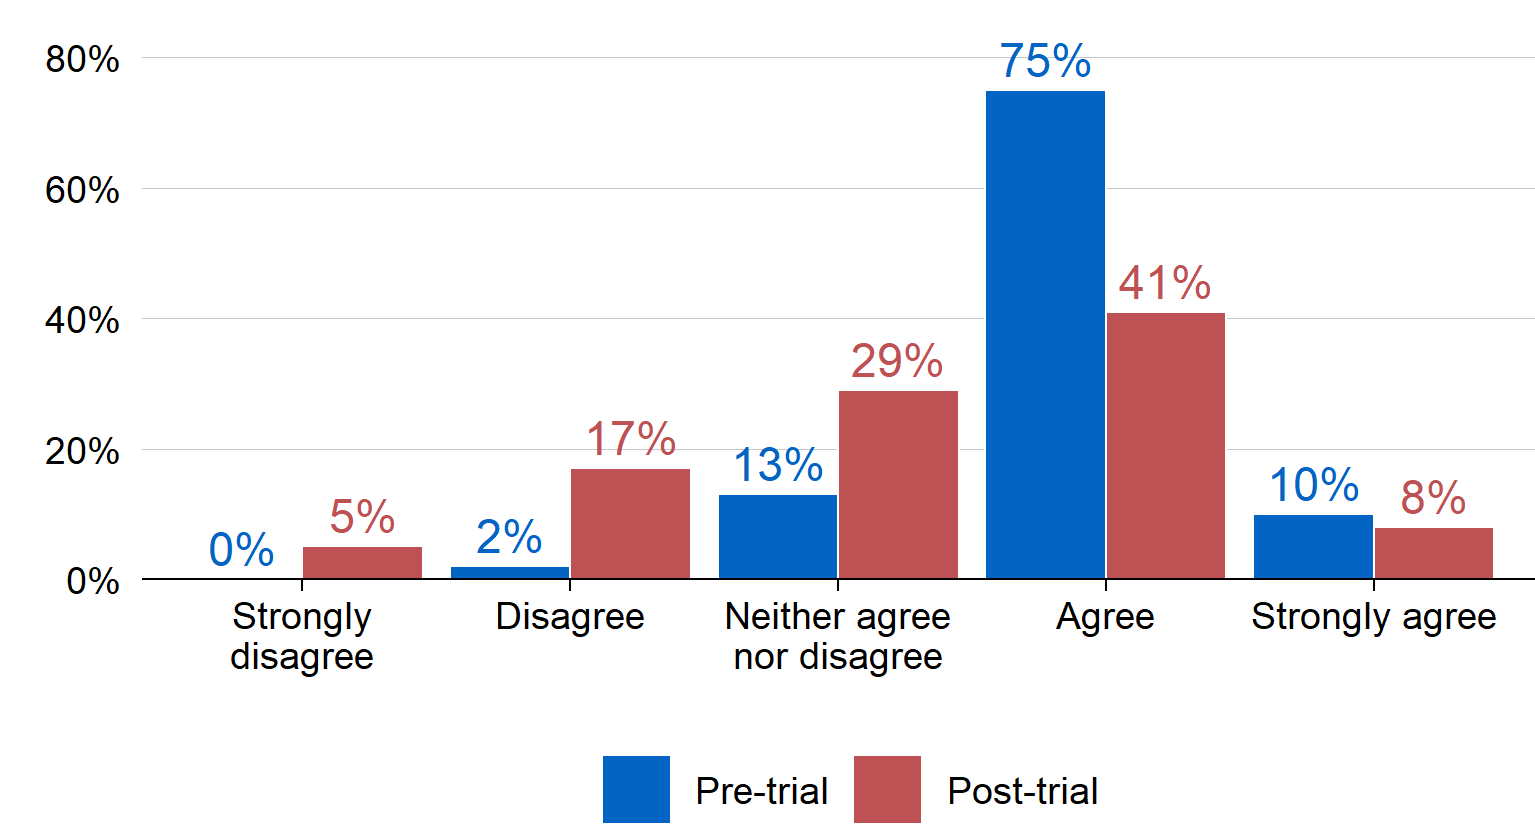 80%
60%
40%
20%
0%
0%
5%
2%
17%
13%
29%
75%
41%
10%
8%
Strongly
disagree
Disagree
Neither agree
nor disagree
Agree
Strongly agree
Pre-trial
Post-trial